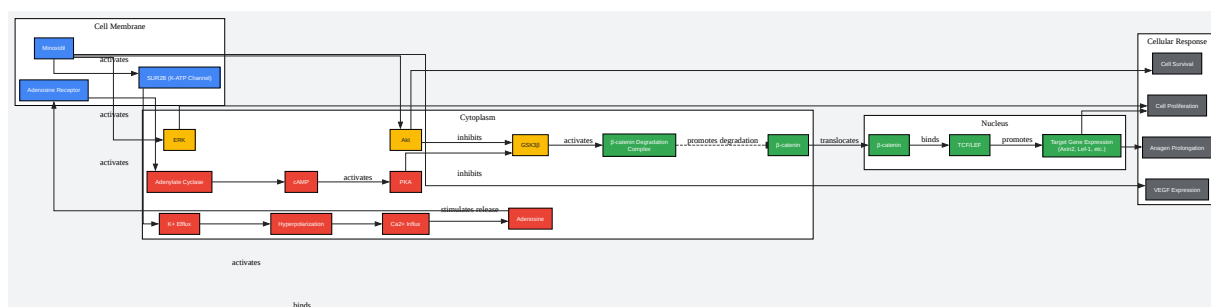 Cell Membrane
Minoxidil
activates
SUR2B (K-ATP Channel)
Adenosine Receptor
activates
activates
Cytoplasm
ERK
Akt
inhibits
GSK3β
activates
β-catenin Degradation
Complex
promotes degradation
β-catenin
translocates
Adenylate Cyclase
cAMP
activates
PKA
inhibits
stimulates release
K+ Efflux
Hyperpolarization
Ca2+ Influx
Adenosine
activates
binds
Nucleus
β-catenin
binds
TCF/LEF
promotes
Target Gene Expression
(Axin2, Lef-1, etc.)
Cellular Response
Cell Survival
Cell Proliferation
Anagen Prolongation
VEGF Expression